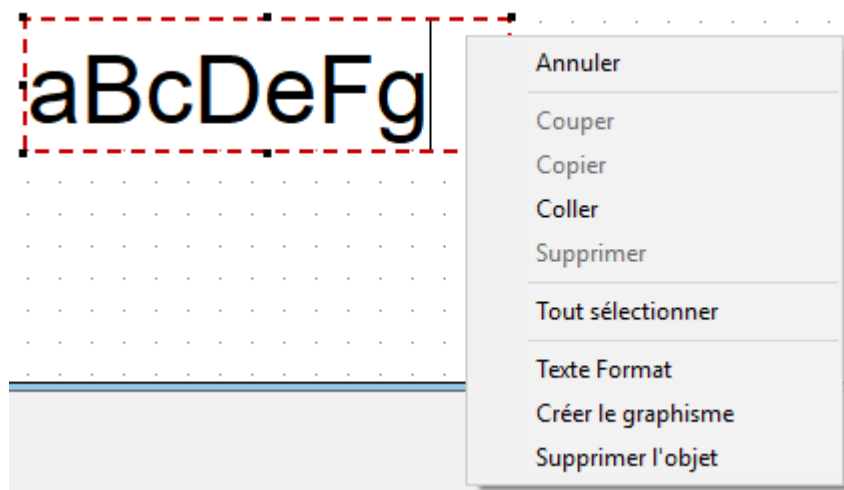 aBcDeFg
Annuler
Couper
Copier
Coller
Supprimer
Tout sélectionner
Texte Format
Créer le graphisme
Supprimer l'objet